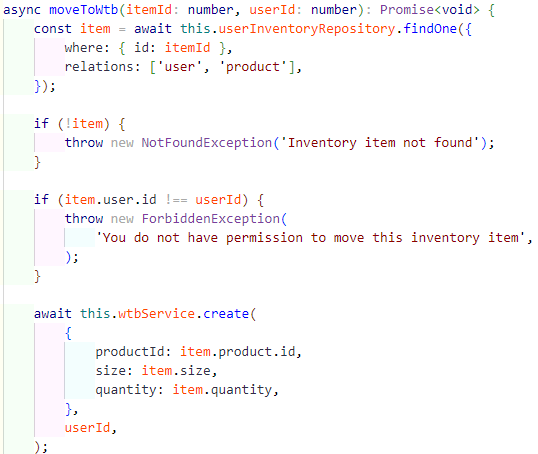 async moveToWtb(itemId: number, userId: number): Promise<void> {
    const item = await this.userInventoryRepository.findOne({
        where: { id: itemId },
        relations: ['user', 'product'],
    });

    if (!item) {
        throw new NotFoundException('Inventory item not found');
    }

    if (item.user.id !== userId) {
        throw new ForbiddenException(
            'You do not have permission to move this inventory item',
        );
    }

    await this.wtbService.create(
        {
            productId: item.product.id,
            size: item.size,
            quantity: item.quantity,
        },
        userId,
    );